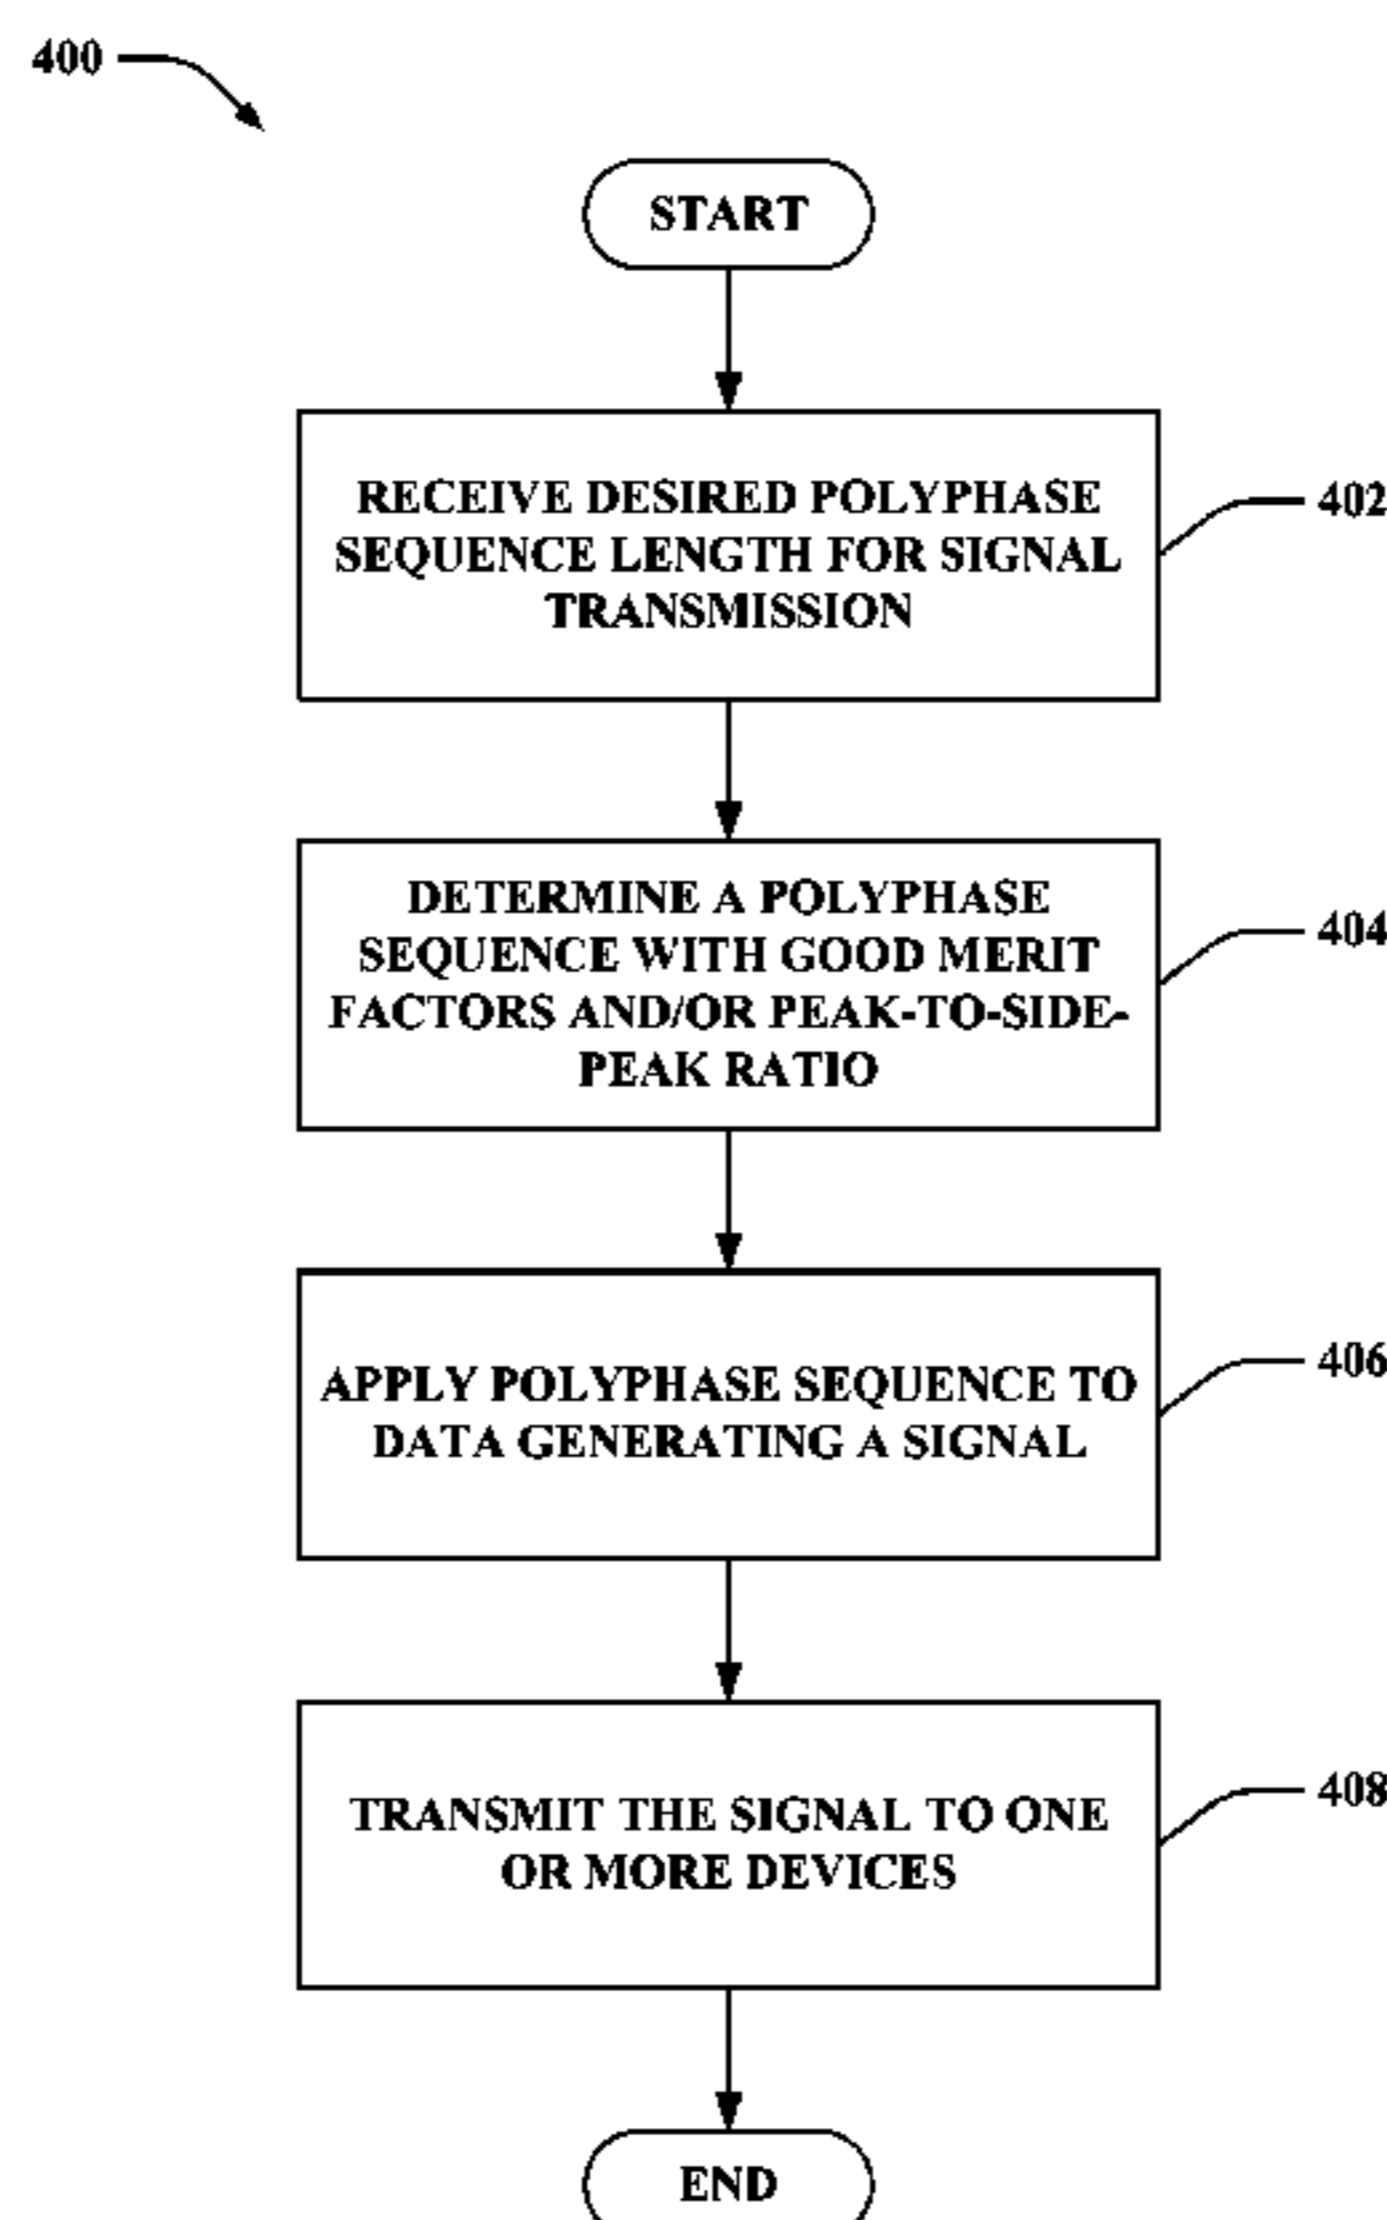 400
START
RECEIVE DESIRED POLYPHASE
SEQUENCE LENGTH FOR SIGNAL
TRANSMISSION
402
DETERMINE A POLYPHASE
SEQUENCE WITH GOOD MERIT
FACTORS AND/OR PEAK-TO-SIDE-
PEAK RATIO
404
APPLY POLYPHASE SEQUENCE TO
DATA GENERATING A SIGNAL
406
TRANSMIT THE SIGNAL TO ONE
OR MORE DEVICES
408
END